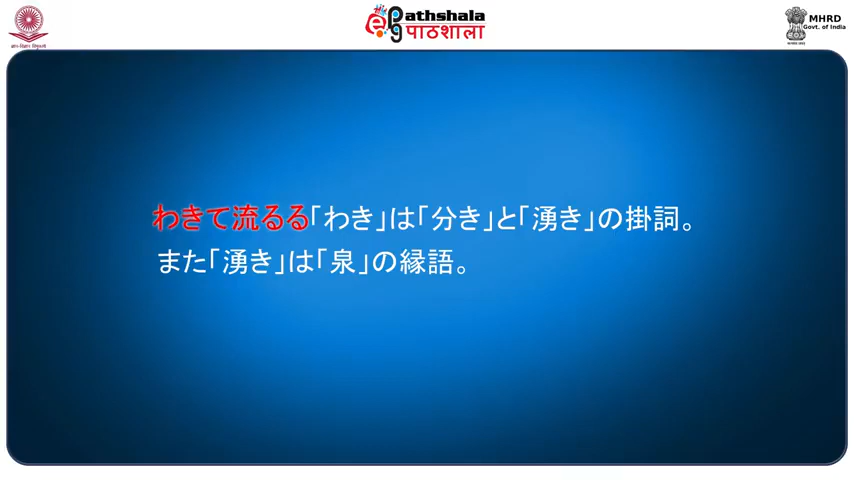 ePathshala
पाठशाला
MHRD
Govt. of India
わきて流るる「わき」は「分き」と「湧き」の掛詞。
また「湧き」は「泉」の縁語。